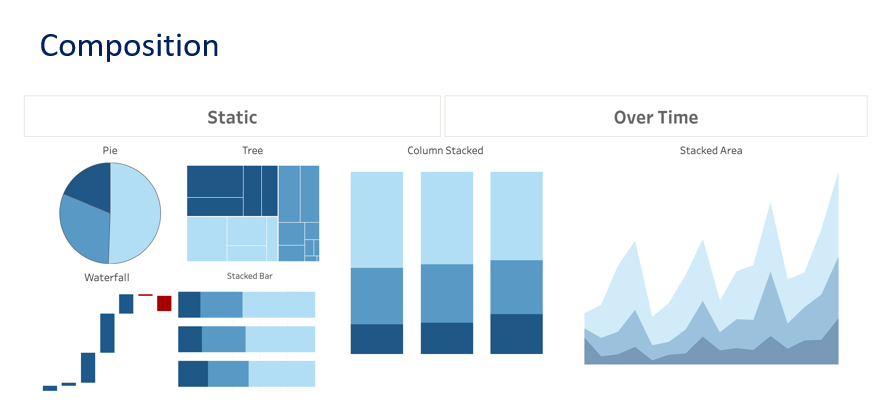 Composition
Static
Over Time
Pie
Tree
Column Stacked
Stacked Area
Waterfall
Stacked Bar